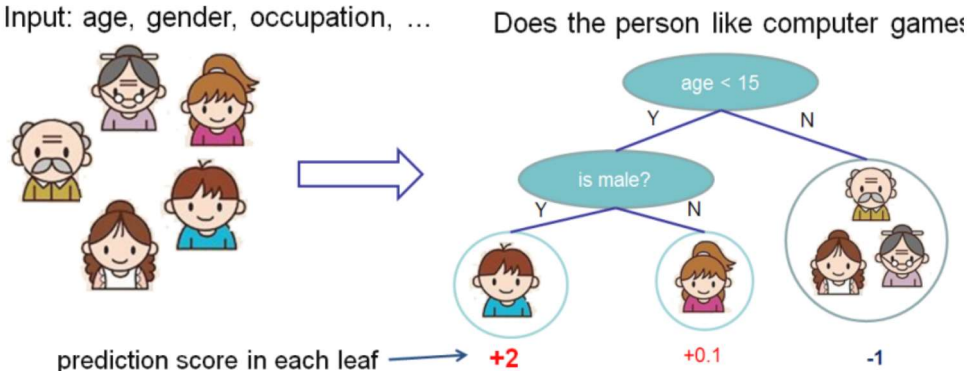 Input: age, gender, occupation, ...
Does the person like computer games
age < 15
Y
N
is male?
Y
N
prediction score in each leaf
+2
+0.1
-1